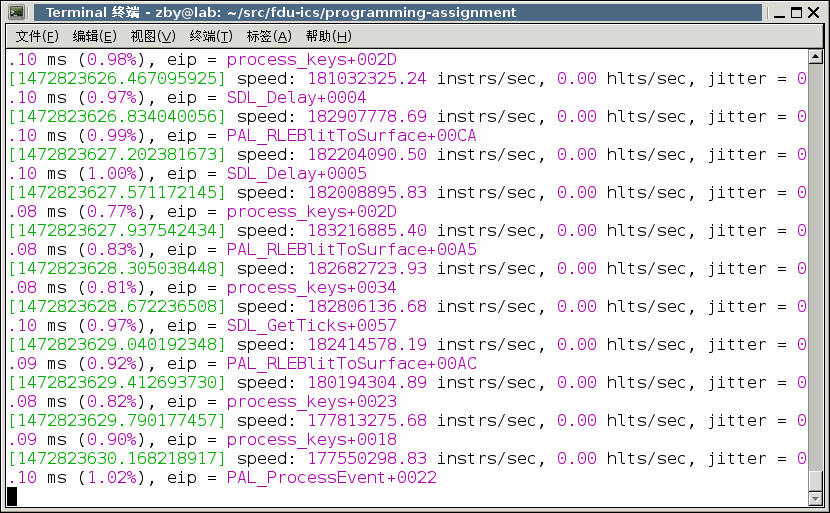 Terminal 终端 - zby@lab: ~/src/fdu-ics/programming-assignment
文件(F) 编辑(E) 视图(V) 终端(T) 标签(A) 帮助(H)
.10 ms (0.98%), eip = process_keys+002D
[1472823626.467095925] speed: 181032325.24 instrs/sec, 0.00 hlts/sec, jitter = 0
.10 ms (0.97%), eip = SDL_Delay+0004
[1472823626.834040056] speed: 182907778.69 instrs/sec, 0.00 hlts/sec, jitter = 0
.10 ms (0.99%), eip = PAL_RLEBlitToSurface+00CA
[1472823627.202381673] speed: 182204090.50 instrs/sec, 0.00 hlts/sec, jitter = 0
.10 ms (1.00%), eip = SDL_Delay+0005
[1472823627.571172145] speed: 182008895.83 instrs/sec, 0.00 hlts/sec, jitter = 0
.08 ms (0.77%), eip = process_keys+002D
[1472823627.937542434] speed: 183216885.40 instrs/sec, 0.00 hlts/sec, jitter = 0
.08 ms (0.83%), eip = PAL_RLEBlitToSurface+00A5
[1472823628.305038448] speed: 182682723.93 instrs/sec, 0.00 hlts/sec, jitter = 0
.08 ms (0.81%), eip = process_keys+0034
[1472823628.672236508] speed: 182806136.68 instrs/sec, 0.00 hlts/sec, jitter = 0
.10 ms (0.97%), eip = SDL_GetTicks+0057
[1472823629.040192348] speed: 182414578.19 instrs/sec, 0.00 hlts/sec, jitter = 0
.09 ms (0.92%), eip = PAL_RLEBlitToSurface+00AC
[1472823629.412693730] speed: 180194304.89 instrs/sec, 0.00 hlts/sec, jitter = 0
.08 ms (0.82%), eip = process_keys+0023
[1472823629.790177457] speed: 177813275.68 instrs/sec, 0.00 hlts/sec, jitter = 0
.09 ms (0.90%), eip = process_keys+0018
[1472823630.168218917] speed: 177550298.83 instrs/sec, 0.00 hlts/sec, jitter = 0
.10 ms (1.02%), eip = PAL_ProcessEvent+0022